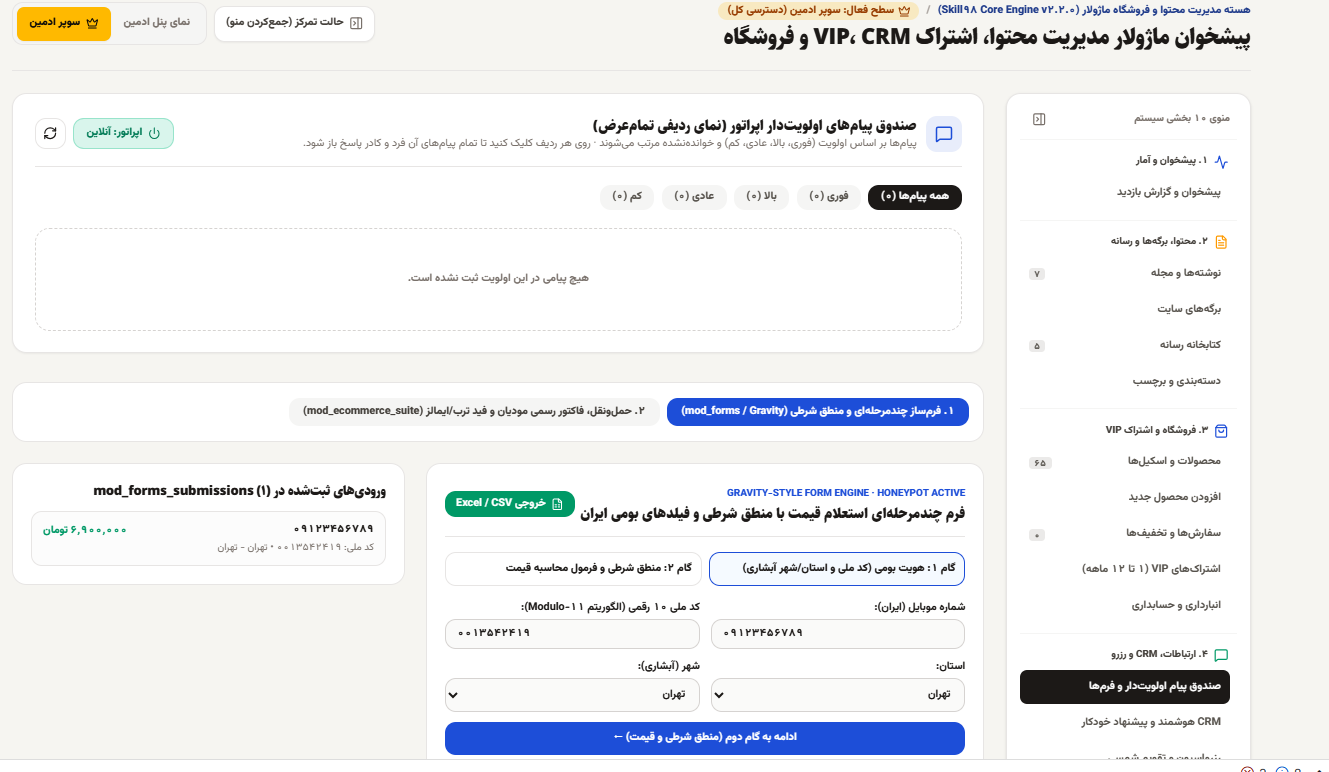 هسته مدیریت محتوا و فروشگاه ماژولار (Skill98 Core Engine v2.2.0) / سطح فعال: سوپر ادمین (دسترسی کل)
پیشخوان ماژولار مدیریت محتوا، اشتراک VIP، CRM و فروشگاه
حالت تمرکز (جمع‌کردن منو)
نمای پنل ادمین
سوپر ادمین
منوی ۱۰ بخشی سیستم
۱. پیشخوان و آمار
پیشخوان و گزارش بازدید
۲. محتوا، برگه‌ها و رسانه
نوشته‌ها و مجله ۷
برگه‌های سایت
کتابخانه رسانه ۵
دسته‌بندی و برچسب
۳. فروشگاه و اشتراک VIP
محصولات و اسکیل‌ها ۶۵
افزودن محصول جدید
سفارش‌ها و تخفیف‌ها ۰
اشتراک‌های VIP (۱ تا ۱۲ ماهه)
انبارداری و حسابداری
۴. ارتباطات، CRM و رزرو
صندوق پیام اولویت‌دار و فرم‌ها
CRM هوشمند و پیشنهاد خودکار
صندوق پیام‌های اولویت‌دار اپراتور (نمای ردیفی تمام‌عرض)
پیام‌ها بر اساس اولویت (فوری، بالا، عادی، کم) و خوانده‌نشده مرتب می‌شوند · روی هر ردیف کلیک کنید تا تمام پیام‌های آن فرد و کادر پاسخ باز شود.
اپراتور: آنلاین
همه پیام‌ها (۰)
فوری (۰)
بالا (۰)
عادی (۰)
کم (۰)
هیچ پیامی در این اولویت ثبت نشده است.
۱. فرم‌ساز چندمرحله‌ای و منطق شرطی (mod_forms / Gravity)
۲. حمل‌ونقل، فاکتور رسمی مودیان و فید ترب/ایمالز (mod_ecommerce_suite)
GRAVITY-STYLE FORM ENGINE · HONEYPOT ACTIVE
فرم چندمرحله‌ای استعلام قیمت با منطق شرطی و فیلدهای بومی ایران
خروجی Excel / CSV
گام ۱: هویت بومی (کد ملی و استان/شهر آبشاری)
گام ۲: منطق شرطی و فرمول محاسبه قیمت
شماره موبایل (ایران):
۰۹۱۲۳۴۵۶۷۸۹
کد ملی ۱۰ رقمی (الگوریتم Modulo-11):
۰۰۱۳۵۴۲۴۱۹
استان:
تهران
شهر (آبشاری):
تهران
ادامه به گام دوم (منطق شرطی و قیمت) ←
ورودی‌های ثبت‌شده در mod_forms_submissions (۱)
۰۹۱۲۳۴۵۶۷۸۹
۶,۹۰۰,۰۰۰ تومان
کد ملی: ۰۰۱۳۵۴۲۴۱۹ • تهران - تهران